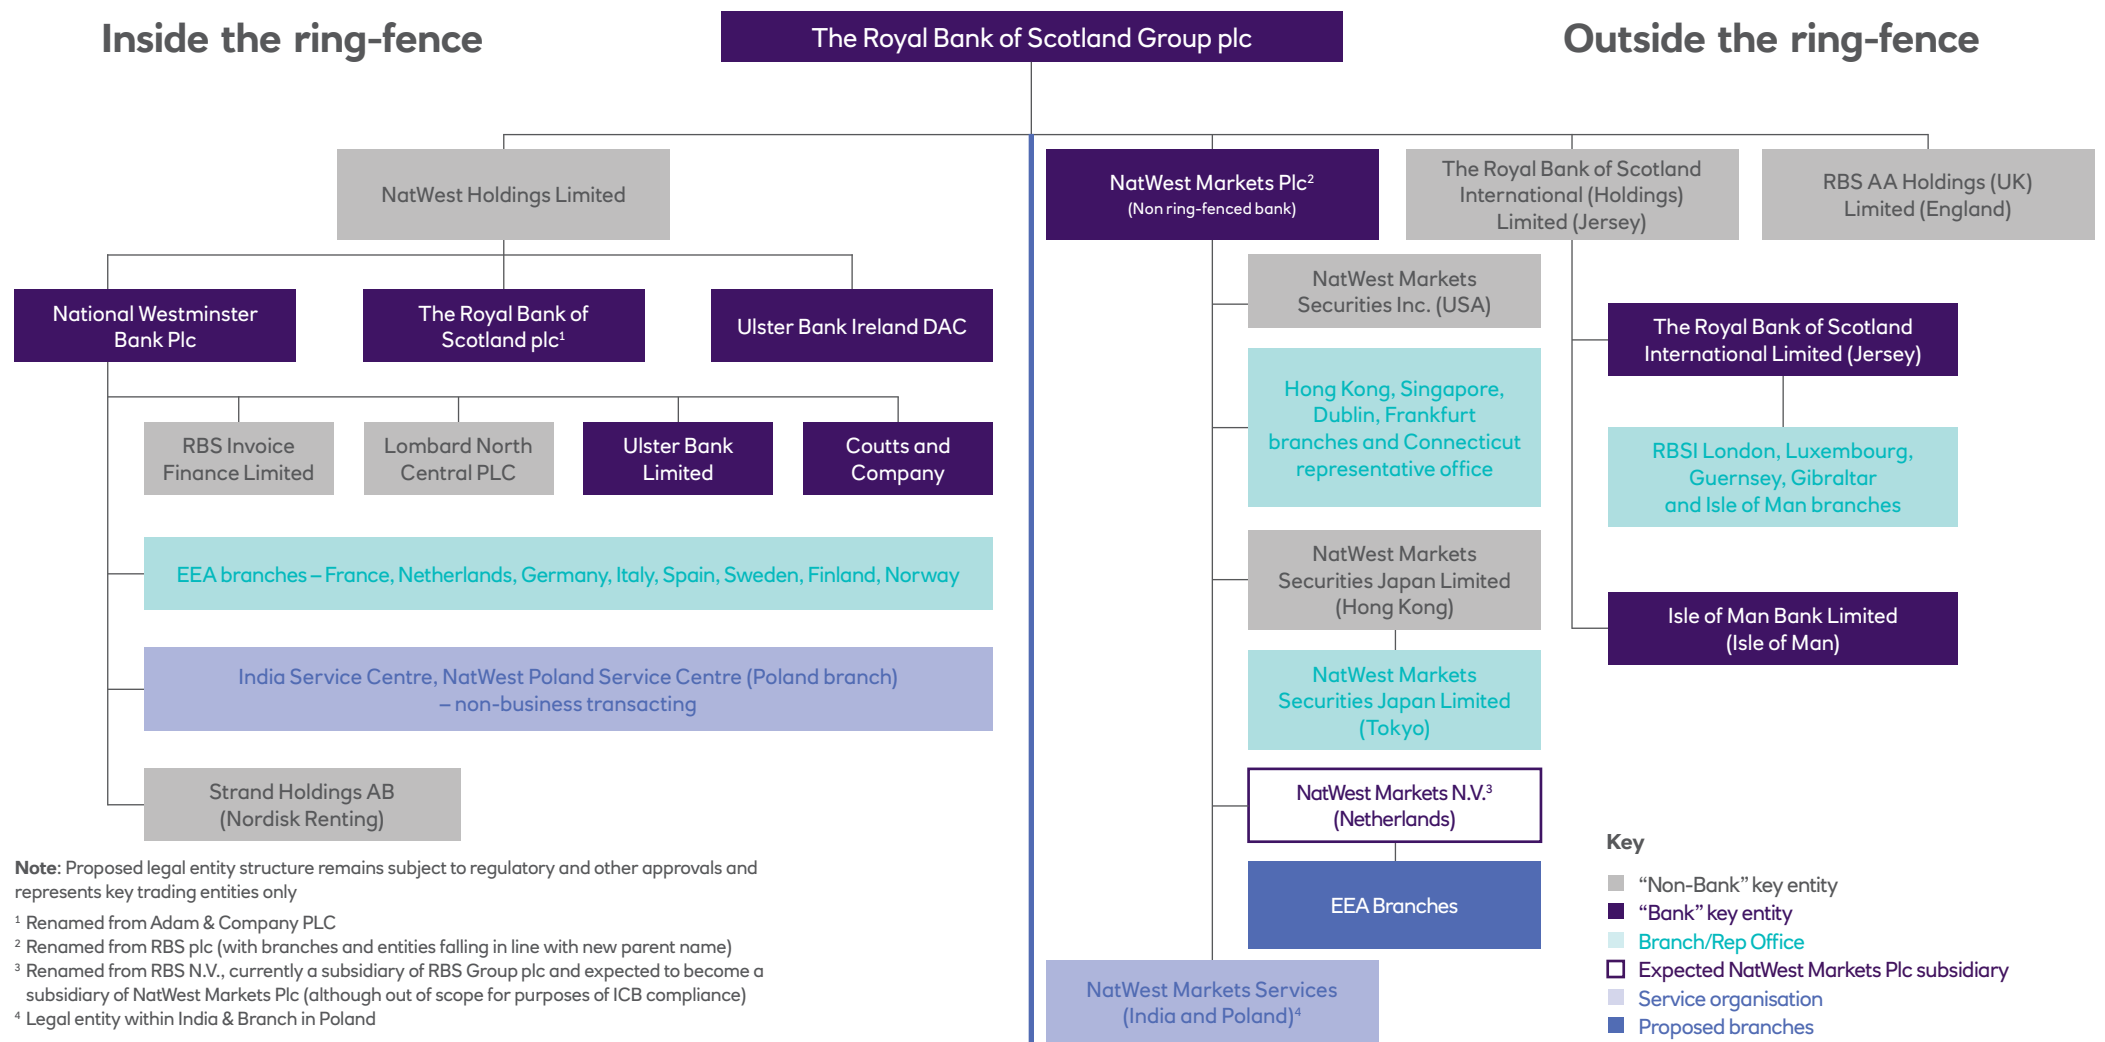 Inside the ring-fence
The Royal Bank of Scotland Group plc
Outside the ring-fence
NatWest Holdings Limited
National Westminster
Bank Plc
The Royal Bank of
Scotland plc¹
Ulster Bank Ireland DAC
RBS Invoice
Finance Limited
Lombard North
Central PLC
Ulster Bank
Limited
Coutts and
Company
EEA branches – France, Netherlands, Germany, Italy, Spain, Sweden, Finland, Norway
India Service Centre, NatWest Poland Service Centre (Poland branch)
– non-business transacting
Strand Holdings AB
(Nordisk Renting)
NatWest Markets Plc²
(Non ring-fenced bank)
NatWest Markets
Securities Inc. (USA)
Hong Kong, Singapore,
Dublin, Frankfurt
branches and Connecticut
representative office
NatWest Markets
Securities Japan Limited
(Hong Kong)
NatWest Markets
Securities Japan Limited
(Tokyo)
NatWest Markets N.V.³
(Netherlands)
EEA Branches
NatWest Markets Services
(India and Poland)⁴
The Royal Bank of Scotland
International (Holdings)
Limited (Jersey)
The Royal Bank of Scotland
International Limited (Jersey)
RBSI London, Luxembourg,
Guernsey, Gibraltar
and Isle of Man branches
Isle of Man Bank Limited
(Isle of Man)
RBS AA Holdings (UK)
Limited (England)
Note: Proposed legal entity structure remains subject to regulatory and other approvals and
represents key trading entities only
¹ Renamed from Adam & Company PLC
² Renamed from RBS plc (with branches and entities falling in line with new parent name)
³ Renamed from RBS N.V., currently a subsidiary of RBS Group plc and expected to become a
subsidiary of NatWest Markets Plc (although out of scope for purposes of ICB compliance)
⁴ Legal entity within India & Branch in Poland
Key
“Non-Bank” key entity
“Bank” key entity
Branch/Rep Office
Expected NatWest Markets Plc subsidiary
Service organisation
Proposed branches